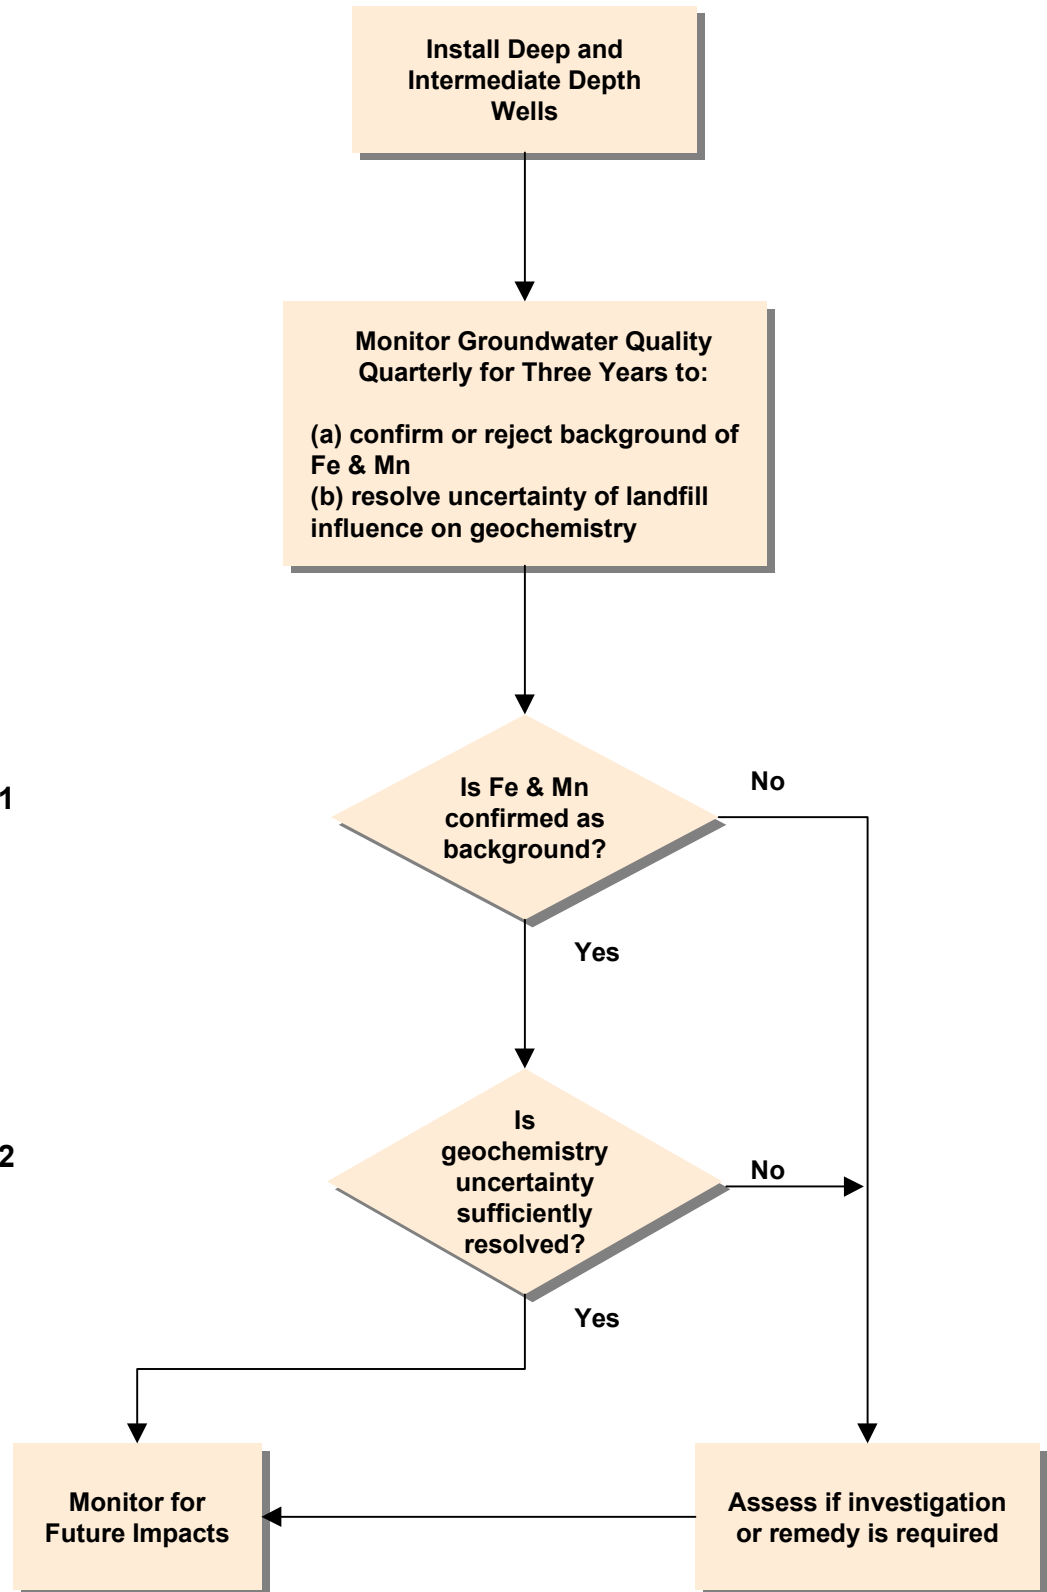 Install Deep and
Intermediate Depth
Wells
Monitor Groundwater Quality
Quarterly for Three Years to:
(a) confirm or reject background of
Fe & Mn
(b) resolve uncertainty of landfill
influence on geochemistry
1
Is Fe & Mn
confirmed as
background?
No
Yes
2
Is
geochemistry
uncertainty
sufficiently
resolved?
No
Yes
Monitor for
Future Impacts
Assess if investigation
or remedy is required